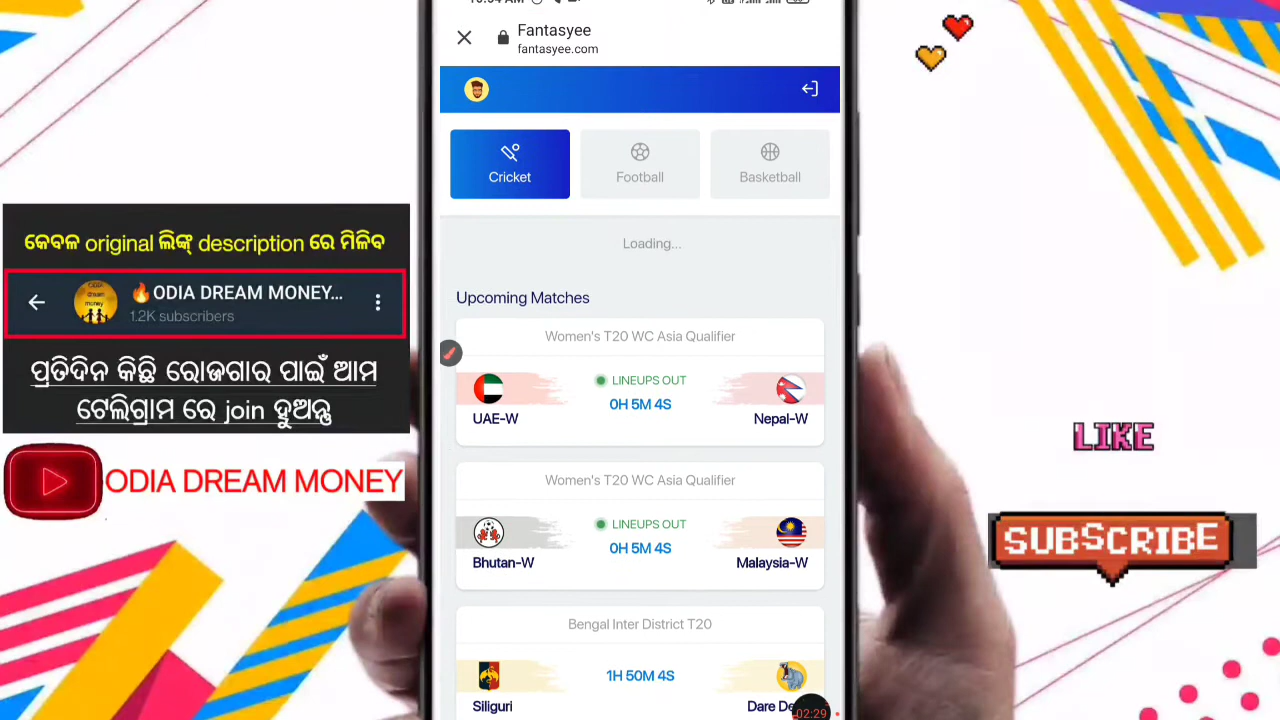 Fantasyee
fantasyee.com
Cricket
Football
Basketball
Loading...
Upcoming Matches
Women's T20 WC Asia Qualifier
LINEUPS OUT
0H 5M 4S
UAE-W
Nepal-W
Women's T20 WC Asia Qualifier
LINEUPS OUT
0H 5M 4S
Bhutan-W
Malaysia-W
Bengal Inter District T20
1H 50M 4S
Siliguri
Dare
02:29
କେବଳ original ଲିଙ୍କ୍ description ରେ ମିଳିବ
🔥ODIA DREAM MONEY...
1.2K subscribers
ପ୍ରତିଦିନ କିଛି ରୋଜଗାର ପାଇଁ ଆମ
ଟେଲିଗ୍ରାମ ରେ join ହୁଅନ୍ତୁ
ODIA DREAM MONEY
LIKE
SUBSCRIBE